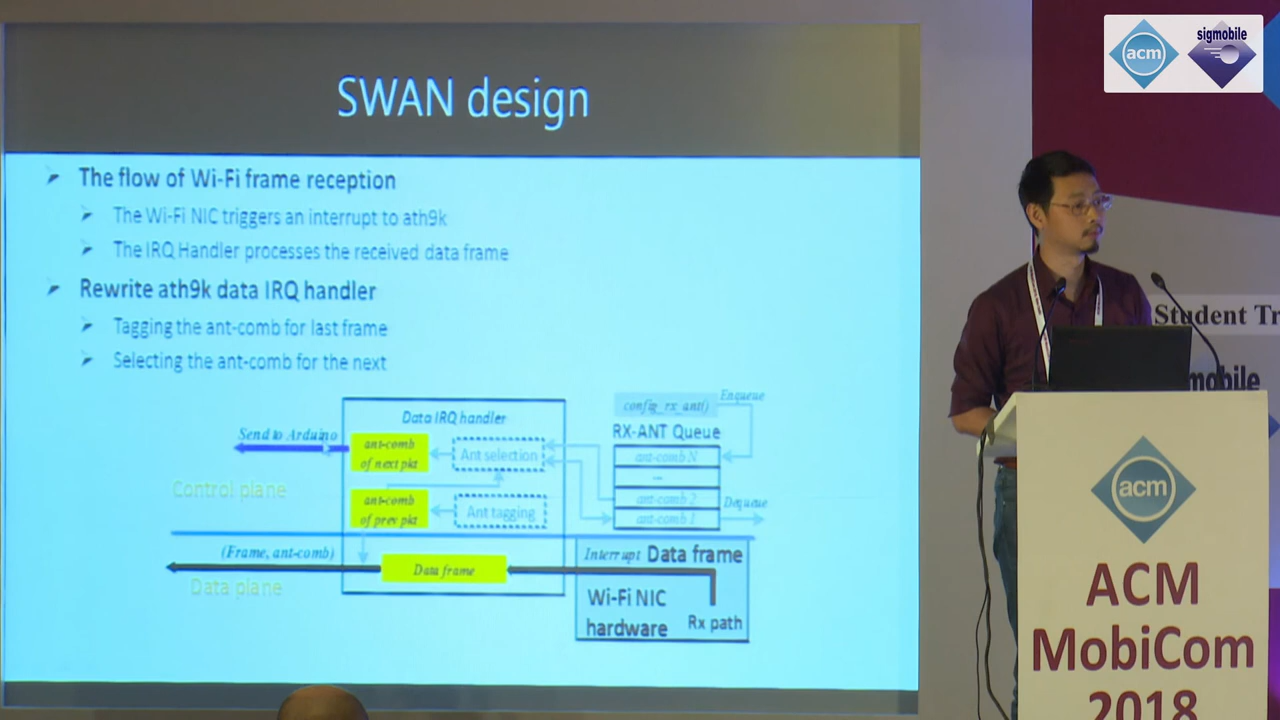 acm
sigmobile
SWAN design
The flow of Wi-Fi frame reception
The Wi-Fi NIC triggers an interrupt to ath9k
The IRQ Handler processes the received data frame
Rewrite ath9k data IRQ handler
Tagging the ant-comb for last frame
Selecting the ant-comb for the next
Data IRQ handler
Send to Arduino
ant-comb
of next pkt
Ant selection
Control plane
ant-comb
of prev pkt
Ant tagging
config_rx_ant()
Enqueue
RX-ANT Queue
ant-comb N
...
ant-comb 2
ant-comb 1
Dequeue
(Frame, ant-comb)
Data frame
Data plane
Interrupt Data frame
Wi-Fi NIC
hardware
Rx path
Student Tr
mobile
acm
ACM
MobiCom
2018